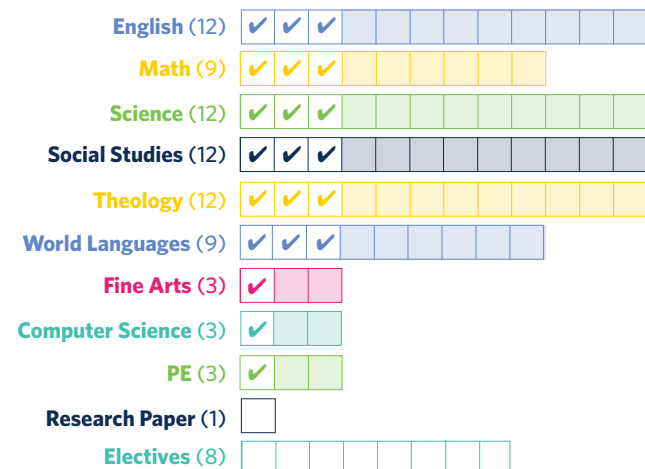 English (12)
Math (9)
Science (12)
Social Studies (12)
Theology (12)
World Languages (9)
Fine Arts (3)
Computer Science (3)
PE (3)
Research Paper (1)
Electives (8)